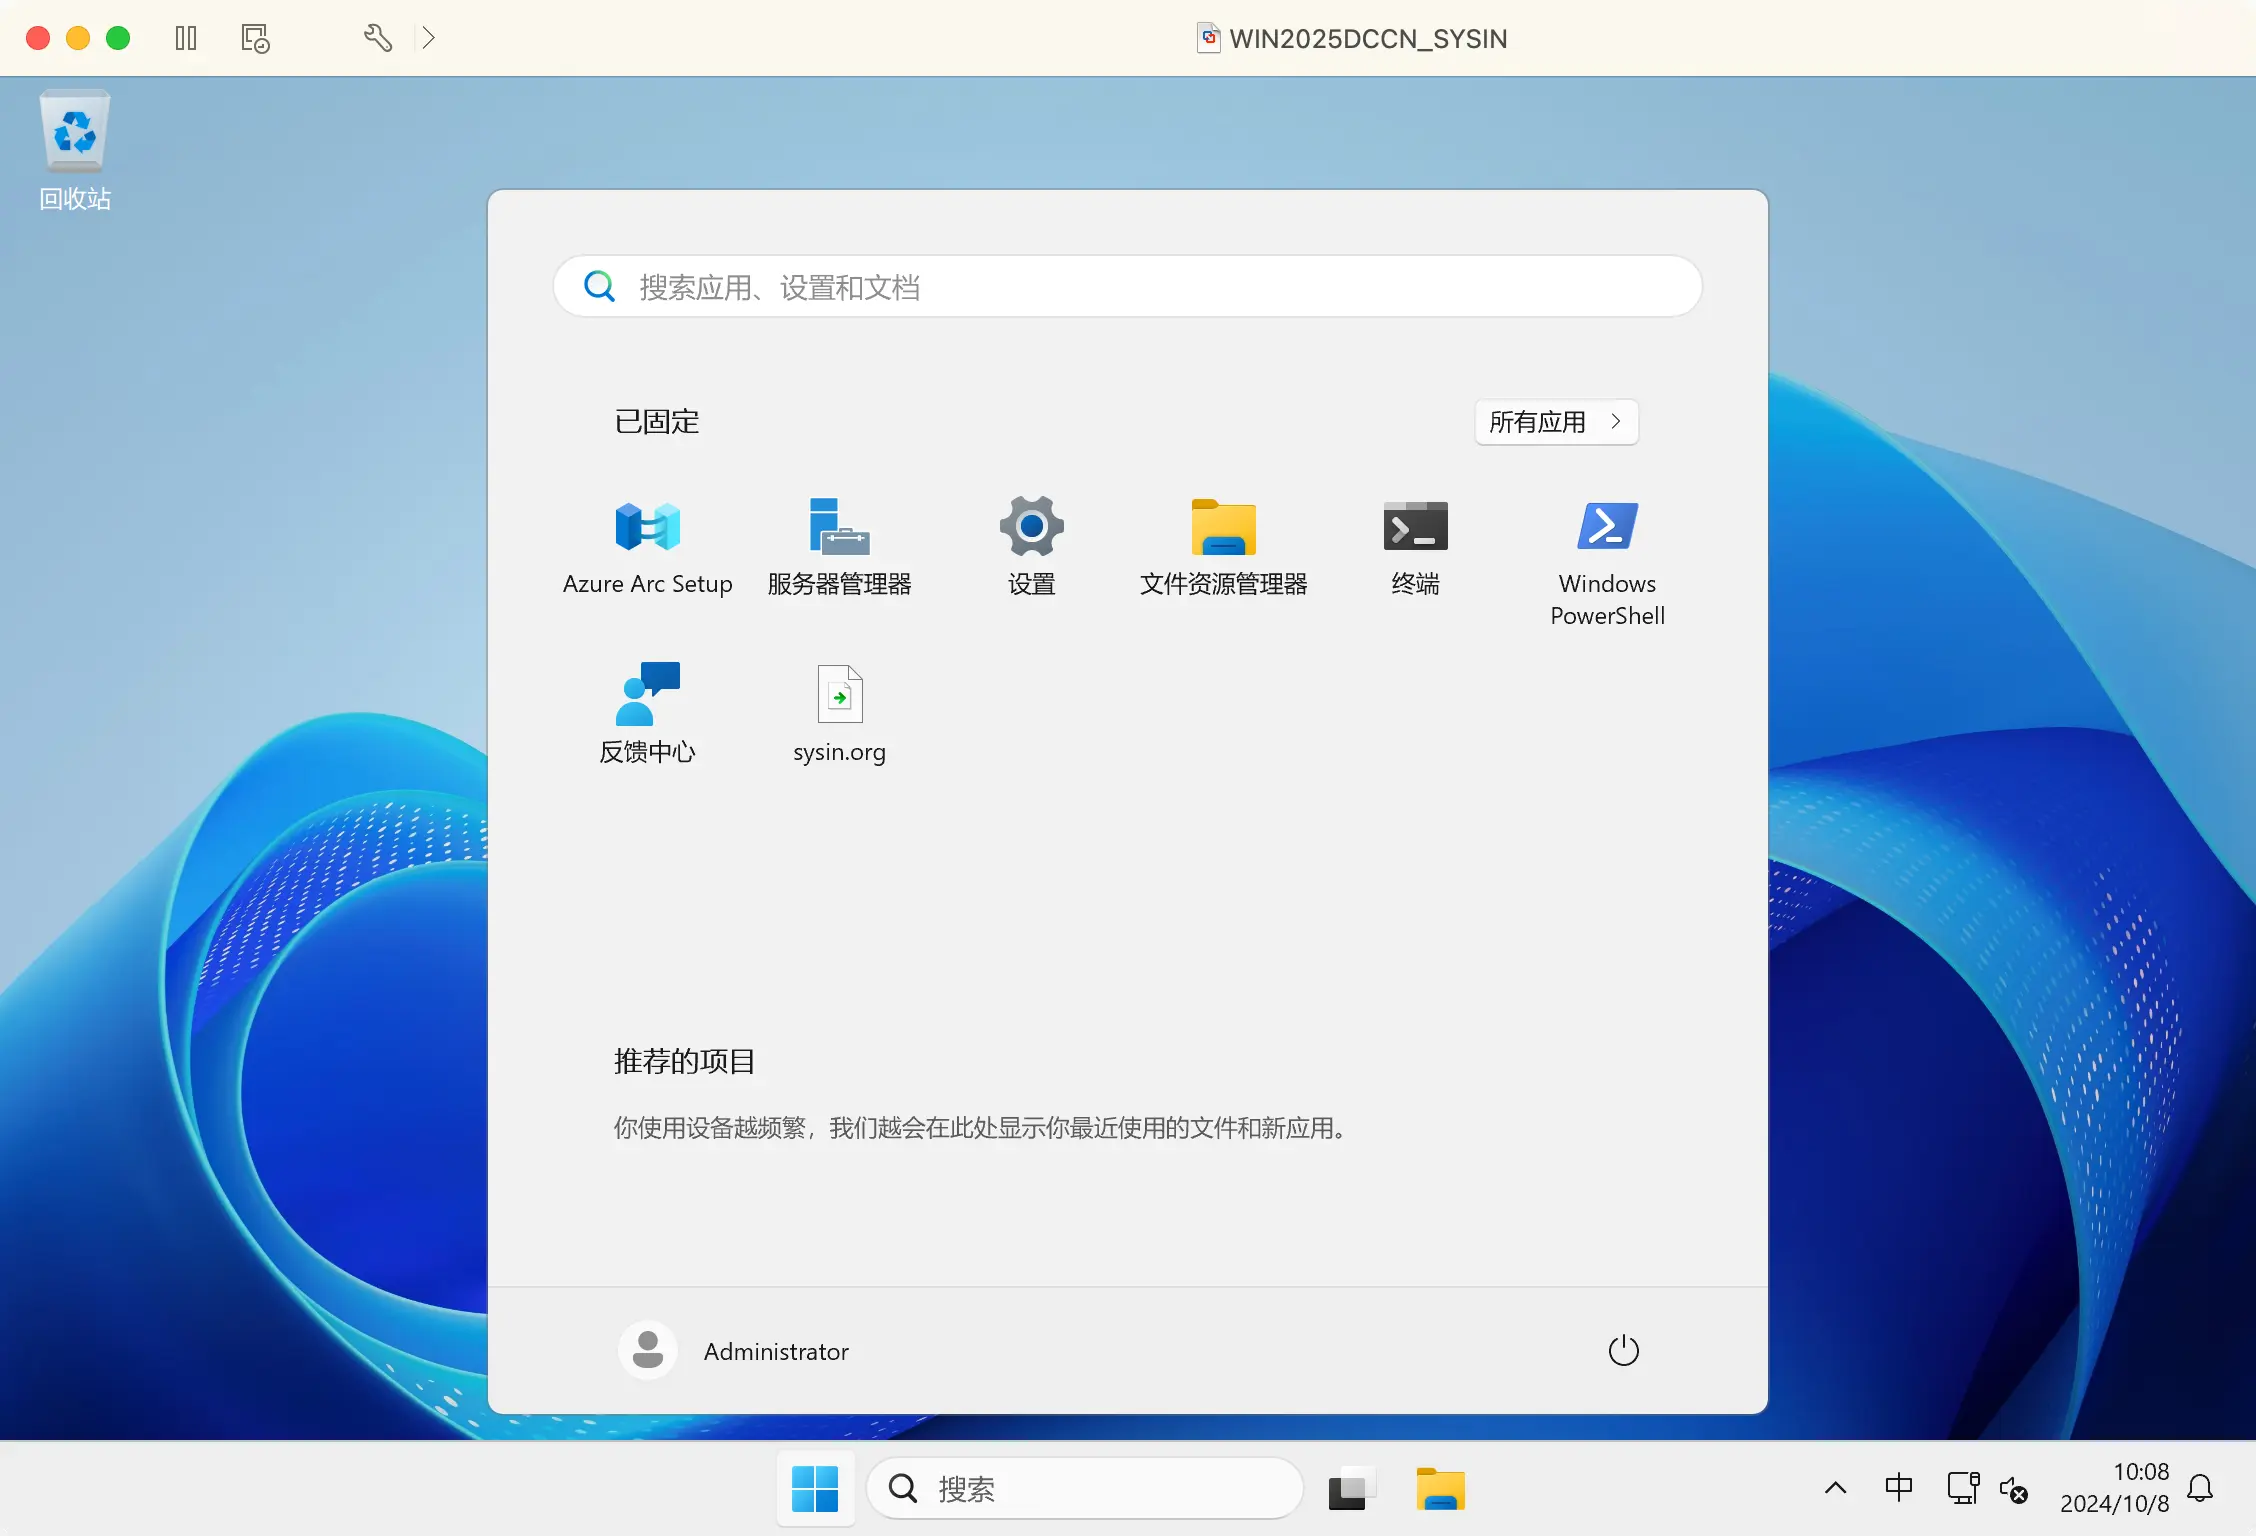 WIN2025DCCN_SYSIN
回收站
搜索应用、设置和文档
已固定
所有应用
Azure Arc Setup
服务器管理器
设置
文件资源管理器
终端
Windows
PowerShell
反馈中心
sysin.org
推荐的项目
你使用设备越频繁，我们越会在此处显示你最近使用的文件和新应用。
Administrator
搜索
中
10:08
2024/10/8